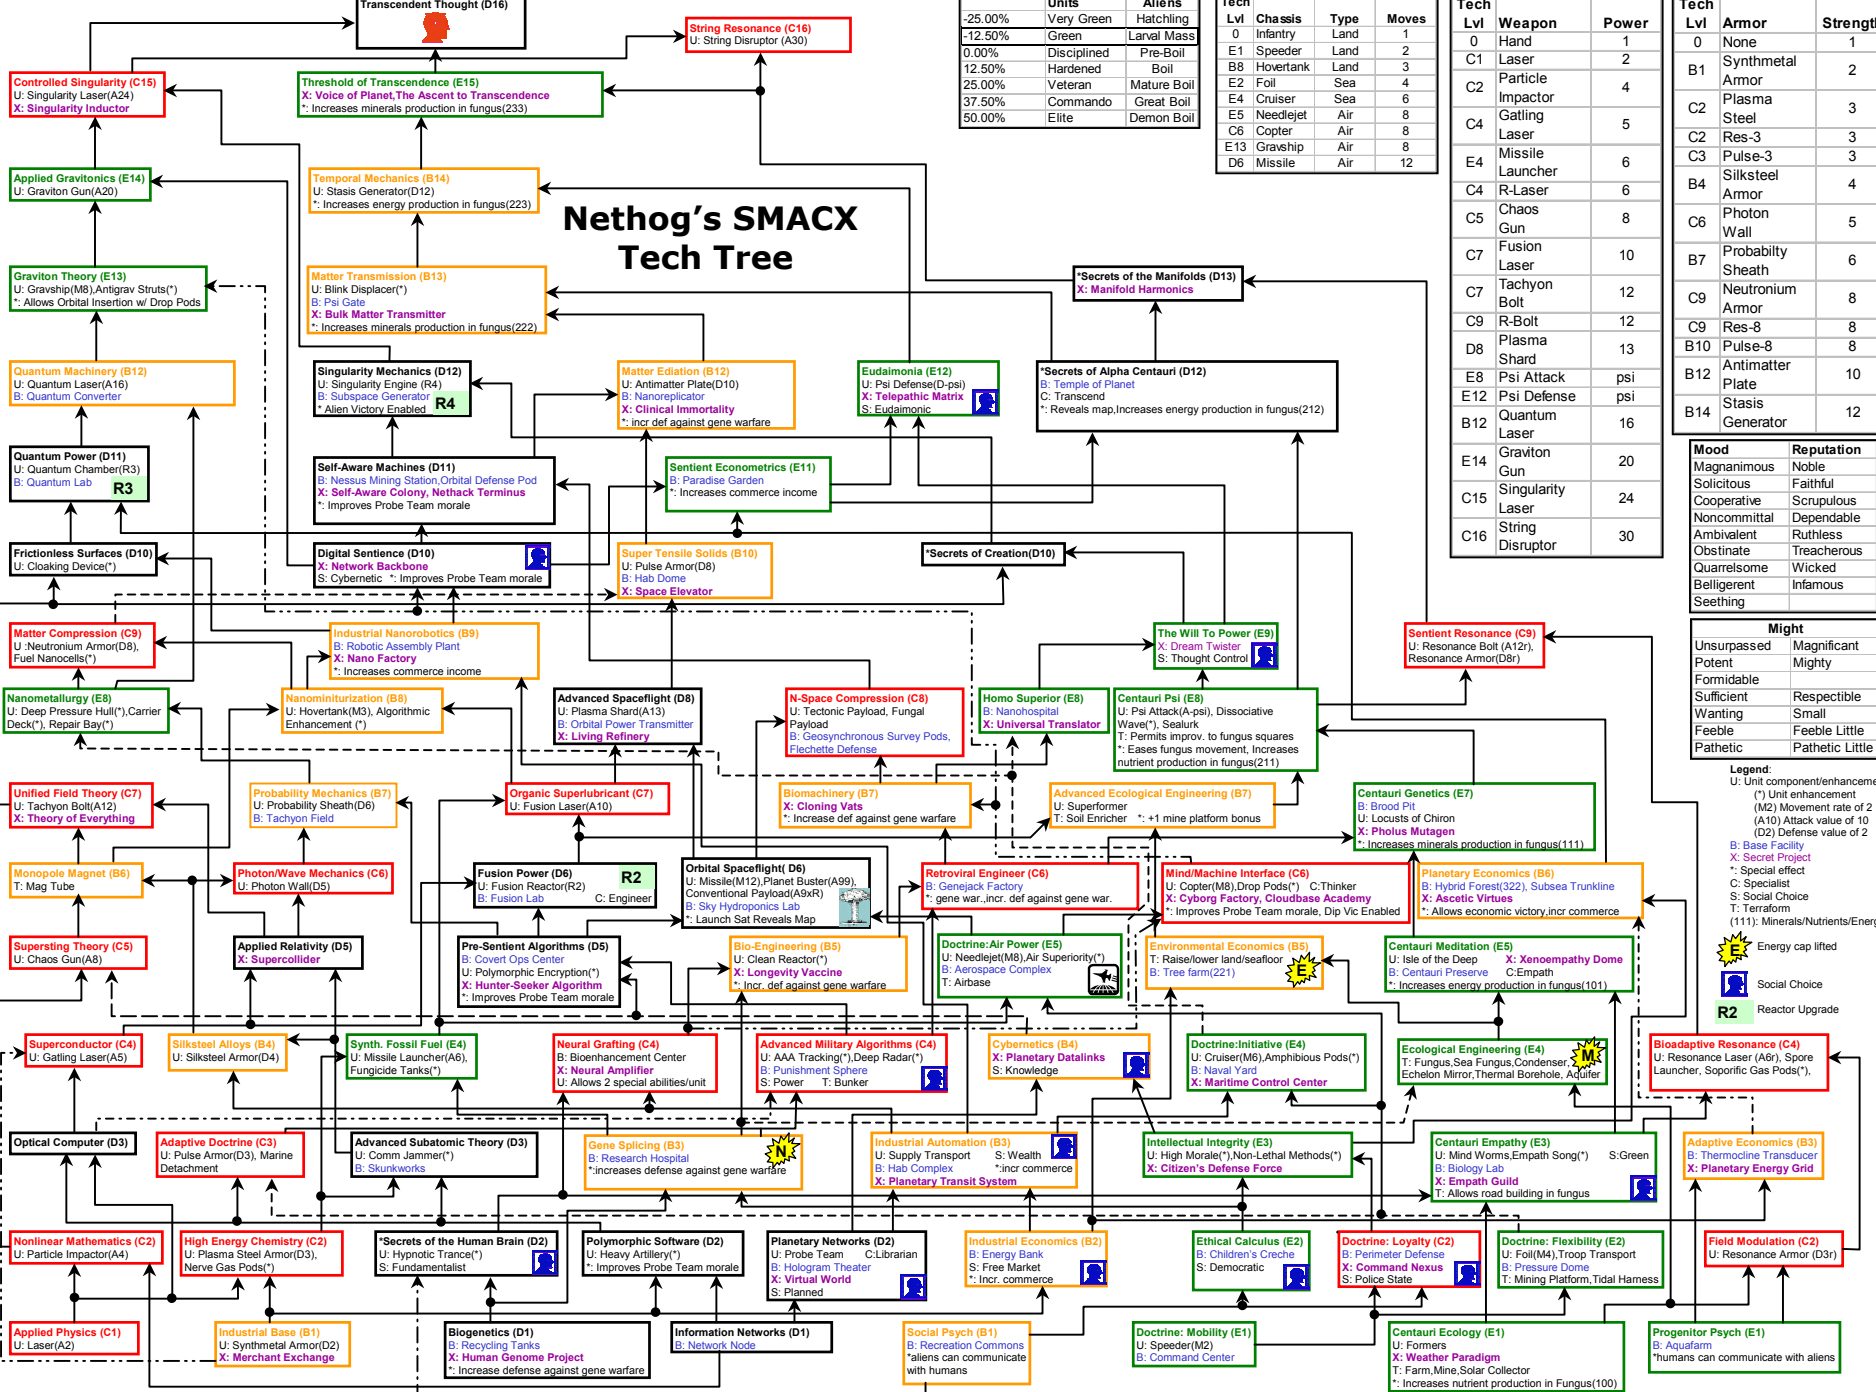 Transcendent Thought (D16)
String Resonance (C16)
U: String Disruptor (A30)
Controlled Singularity (C15)
U: Singularity Laser(A24)
X: Singularity Inductor
Threshold of Transcendence (E15)
X: Voice of Planet,The Ascent to Transcendence
*: Increases minerals production in fungus(233)
Applied Gravitonics (E14)
U: Graviton Gun(A20)
Temporal Mechanics (B14)
U: Stasis Generator(D12)
*: Increases energy production in fungus(223)
Nethog's SMACX
Tech Tree
Graviton Theory (E13)
U: Gravship(M8),Antigrav Struts(*)
*: Allows Orbital Insertion w/ Drop Pods
Matter Transmission (B13)
U: Blink Displacer(*)
B: Psi Gate
X: Bulk Matter Transmitter
*: Increases minerals production in fungus(222)
*Secrets of the Manifolds (D13)
X: Manifold Harmonics
Quantum Machinery (B12)
U: Quantum Laser(A16)
B: Quantum Converter
Singularity Mechanics (D12)
U: Singularity Engine (R4)
B: Subspace Generator
* Alien Victory Enabled
R4
Matter Ediation (B12)
U: Antimatter Plate(D10)
B: Nanoreplicator
X: Clinical Immortality
*: incr def against gene warfare
Eudaimonia (E12)
U: Psi Defense(D-psi)
X: Telepathic Matrix
S: Eudaimonic
*Secrets of Alpha Centauri (D12)
B: Temple of Planet
C: Transcend
*: Reveals map,Increases energy production in fungus(212)
Quantum Power (D11)
U: Quantum Chamber(R3)
B: Quantum Lab
R3
Self-Aware Machines (D11)
B: Nessus Mining Station,Orbital Defense Pod
X: Self-Aware Colony, Nethack Terminus
*: Improves Probe Team morale
Sentient Econometrics (E11)
B: Paradise Garden
*: Increases commerce income
Frictionless Surfaces (D10)
U: Cloaking Device(*)
Digital Sentience (D10)
X: Network Backbone
S: Cybernetic *: Improves Probe Team morale
Super Tensile Solids (B10)
U: Pulse Armor(D8)
B: Hab Dome
X: Space Elevator
*Secrets of Creation(D10)
Matter Compression (C9)
U :Neutronium Armor(D8),
Fuel Nanocells(*)
Industrial Nanorobotics (B9)
B: Robotic Assembly Plant
X: Nano Factory
*: Increases commerce income
The Will To Power (E9)
X: Dream Twister
S: Thought Control
Sentient Resonance (C9)
U: Resonance Bolt (A12r),
Resonance Armor(D8r)
Nanometallurgy (E8)
U: Deep Pressure Hull(*),Carrier
Deck(*), Repair Bay(*)
Nanominiturization (B8)
U: Hovertank(M3), Algorithmic
Enhancement (*)
Advanced Spaceflight (D8)
U: Plasma Shard(A13)
B: Orbital Power Transmitter
X: Living Refinery
N-Space Compression (C8)
U: Tectonic Payload, Fungal
Payload
B: Geosynchronous Survey Pods,
Flechette Defense
Homo Superior (E8)
B: Nanohospital
X: Universal Translator
Centauri Psi (E8)
U: Psi Attack(A-psi), Dissociative
Wave(*), Sealurk
T: Permits improv. to fungus squares
*: Eases fungus movement, Increases
nutrient production in fungus(211)
Unified Field Theory (C7)
U: Tachyon Bolt(A12)
X: Theory of Everything
Probability Mechanics (B7)
U: Probability Sheath(D6)
B: Tachyon Field
Organic Superlubricant (C7)
U: Fusion Laser(A10)
Biomachinery (B7)
X: Cloning Vats
*: Increase def against gene warfare
Advanced Ecological Engineering (B7)
U: Superformer
T: Soil Enricher *: +1 mine platform bonus
Centauri Genetics (E7)
B: Brood Pit
U: Locusts of Chiron
X: Pholus Mutagen
*: Increases minerals production in fungus(111)
Monopole Magnet (B6)
T: Mag Tube
Photon/Wave Mechanics (C6)
U: Photon Wall(D5)
Fusion Power (D6)
U: Fusion Reactor(R2)
B: Fusion Lab C: Engineer
R2
Orbital Spaceflight( D6)
U: Missile(M12),Planet Buster(A99),
Conventional Payload(A9xR)
B: Sky Hydroponics Lab
*: Launch Sat Reveals Map
Retroviral Engineer (C6)
B: Genejack Factory
*: gene war.,incr. def against gene war.
Mind/Machine Interface (C6)
U: Copter(M8),Drop Pods(*) C:Thinker
X: Cyborg Factory, Cloudbase Academy
*: Improves Probe Team morale, Dip Vic Enabled
Planetary Economics (B6)
B: Hybrid Forest(322), Subsea Trunkline
X: Ascetic Virtues
*: Allows economic victory,incr commerce
Supersting Theory (C5)
U: Chaos Gun(A8)
Applied Relativity (D5)
X: Supercollider
Pre-Sentient Algorithms (D5)
B: Covert Ops Center
U: Polymorphic Encryption(*)
X: Hunter-Seeker Algorithm
*: Improves Probe Team morale
Bio-Engineering (B5)
U: Clean Reactor(*)
X: Longevity Vaccine
*: Incr. def against gene warfare
Doctrine:Air Power (E5)
U: Needlejet(M8),Air Superiority(*)
B: Aerospace Complex
T: Airbase
Environmental Economics (B5)
T: Raise/lower land/seafloor
B: Tree farm(221)
E
Centauri Meditation (E5)
U: Isle of the Deep X: Xenoempathy Dome
B: Centauri Preserve C:Empath
*: Increases energy production in fungus(101)
Superconductor (C4)
U: Gatling Laser(A5)
Silksteel Alloys (B4)
U: Silksteel Armor(D4)
Synth. Fossil Fuel (E4)
U: Missile Launcher(A6),
Fungicide Tanks(*)
Neural Grafting (C4)
B: Bioenhancement Center
X: Neural Amplifier
U: Allows 2 special abilities/unit
Advanced Military Algorithms (C4)
U: AAA Tracking(*),Deep Radar(*)
B: Punishment Sphere
S: Power T: Bunker
Cybernetics (B4)
X: Planetary Datalinks
S: Knowledge
Doctrine:Initiative (E4)
U: Cruiser(M6),Amphibious Pods(*)
B: Naval Yard
X: Maritime Control Center
Ecological Engineering (E4)
T: Fungus,Sea Fungus,Condenser,
Echelon Mirror,Thermal Borehole, Aquifer
M
Bioadaptive Resonance (C4)
U: Resonance Laser (A6r), Spore
Launcher, Soporific Gas Pods(*),
Optical Computer (D3)
Adaptive Doctrine (C3)
U: Pulse Armor(D3), Marine
Detachment
Advanced Subatomic Theory (D3)
U: Comm Jammer(*)
B: Skunkworks
Gene Splicing (B3)
B: Research Hospital
*:increases defense against gene warfare
N
Industrial Automation (B3)
U: Supply Transport S: Wealth
B: Hab Complex *:incr commerce
X: Planetary Transit System
Intellectual Integrity (E3)
U: High Morale(*),Non-Lethal Methods(*)
X: Citizen's Defense Force
Centauri Empathy (E3)
U: Mind Worms,Empath Song(*) S:Green
B: Biology Lab
X: Empath Guild
T: Allows road building in fungus
Adaptive Economics (B3)
B: Thermocline Transducer
X: Planetary Energy Grid
Nonlinear Mathematics (C2)
U: Particle Impactor(A4)
High Energy Chemistry (C2)
U: Plasma Steel Armor(D3),
Nerve Gas Pods(*)
*Secrets of the Human Brain (D2)
U: Hypnotic Trance(*)
S: Fundamentalist
Polymorphic Software (D2)
U: Heavy Artillery(*)
*: Improves Probe Team morale
Planetary Networks (D2)
U: Probe Team C:Librarian
B: Hologram Theater
X: Virtual World
S: Planned
Industrial Economics (B2)
B: Energy Bank
S: Free Market
*: Incr. commerce
Ethical Calculus (E2)
B: Children's Creche
S: Democratic
Doctrine: Loyalty (C2)
B: Perimeter Defense
X: Command Nexus
S: Police State
Doctrine: Flexibility (E2)
U: Foil(M4),Troop Transport
B: Pressure Dome
T: Mining Platform,Tidal Harness
Field Modulation (C2)
U: Resonance Armor (D3r)
Applied Physics (C1)
U: Laser(A2)
Industrial Base (B1)
U: Synthmetal Armor(D2)
X: Merchant Exchange
Biogenetics (D1)
B: Recycling Tanks
X: Human Genome Project
*: Increase defense against gene warfare
Information Networks (D1)
B: Network Node
Social Psych (B1)
B: Recreation Commons
*aliens can communicate
with humans
Doctrine: Mobility (E1)
U: Speeder(M2)
B: Command Center
Centauri Ecology (E1)
U: Formers
X: Weather Paradigm
T: Farm,Mine,Solar Collector
*: Increases nutrient production in Fungus(100)
Progenitor Psych (E1)
B: Aquafarm
*humans can communicate with aliens
Units Aliens
-25.00% Very Green Hatchling
-12.50% Green Larval Mass
0.00% Disciplined Pre-Boil
12.50% Hardened Boil
25.00% Veteran Mature Boil
37.50% Commando Great Boil
50.00% Elite Demon Boil
Tech
Lvl Chassis Type Moves
0 Infantry Land 1
E1 Speeder Land 2
B8 Hovertank Land 3
E2 Foil Sea 4
E4 Cruiser Sea 6
E5 Needlejet Air 8
C6 Copter Air 8
E13 Gravship Air 8
D6 Missile Air 12
Tech
Lvl Weapon Power
0 Hand 1
C1 Laser 2
C2 Particle Impactor 4
C4 Gatling Laser 5
E4 Missile Launcher 6
C4 R-Laser 6
C5 Chaos Gun 8
C7 Fusion Laser 10
C7 Tachyon Bolt 12
C9 R-Bolt 12
D8 Plasma Shard 13
E8 Psi Attack psi
E12 Psi Defense psi
B12 Quantum Laser 16
E14 Graviton Gun 20
C15 Singularity Laser 24
C16 String Disruptor 30
Tech
Lvl Armor Strength
0 None 1
B1 Synthmetal Armor 2
C2 Plasma Steel 3
C2 Res-3 3
C3 Pulse-3 3
B4 Silksteel Armor 4
C6 Photon Wall 5
B7 Probabilty Sheath 6
C9 Neutronium Armor 8
C9 Res-8 8
B10 Pulse-8 8
B12 Antimatter Plate 10
B14 Stasis Generator 12
Mood Reputation
Magnanimous Noble
Solicitous Faithful
Cooperative Scrupulous
Noncommittal Dependable
Ambivalent Ruthless
Obstinate Treacherous
Quarrelsome Wicked
Belligerent Infamous
Seething
Might
Unsurpassed Magnificant
Potent Mighty
Formidable
Sufficient Respectible
Wanting Small
Feeble Feeble Little
Pathetic Pathetic Little
Legend:
U: Unit component/enhanceme
(*) Unit enhancement
(M2) Movement rate of 2
(A10) Attack value of 10
(D2) Defense value of 2
B: Base Facility
X: Secret Project
*: Special effect
C: Specialist
S: Social Choice
T: Terraform
(111): Minerals/Nutrients/Energ
E Energy cap lifted
Social Choice
R2 Reactor Upgrade